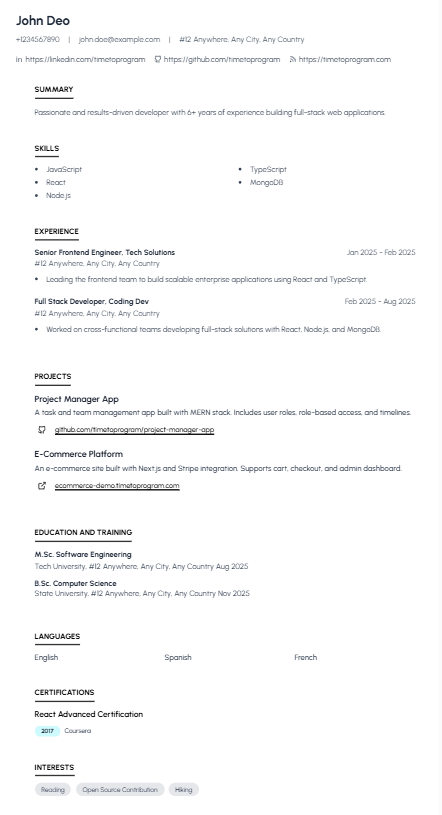 John Deo
+1234567890 | john.doe@example.com | #12 Anywhere, Any City, Any Country
in https://linkedin.com/timetoprogram https://github.com/timetoprogram https://timetoprogram.com
SUMMARY
Passionate and results-driven developer with 6+ years of experience building full-stack web applications.
SKILLS
• JavaScript • TypeScript
• React • MongoDB
• Node.js
EXPERIENCE
Senior Frontend Engineer, Tech Solutions Jan 2025 - Feb 2025
#12 Anywhere, Any City, Any Country
• Leading the frontend team to build scalable enterprise applications using React and TypeScript.
Full Stack Developer, Coding Dev Feb 2025 - Aug 2025
#12 Anywhere, Any City, Any Country
• Worked on cross-functional teams developing full-stack solutions with React, Node.js, and MongoDB.
PROJECTS
Project Manager App
A task and team management app built with MERN stack. Includes user roles, role-based access, and timelines.
github.com/timetoprogram/project-manager-app
E-Commerce Platform
An e-commerce site built with Next.js and Stripe integration. Supports cart, checkout, and admin dashboard.
ecommerce-demo.timetoprogram.com
EDUCATION AND TRAINING
M.Sc. Software Engineering
Tech University, #12 Anywhere, Any City, Any Country Aug 2025
B.Sc. Computer Science
State University, #12 Anywhere, Any City, Any Country Nov 2025
LANGUAGES
English Spanish French
CERTIFICATIONS
React Advanced Certification
2017 Coursera
INTERESTS
Reading Open Source Contribution Hiking